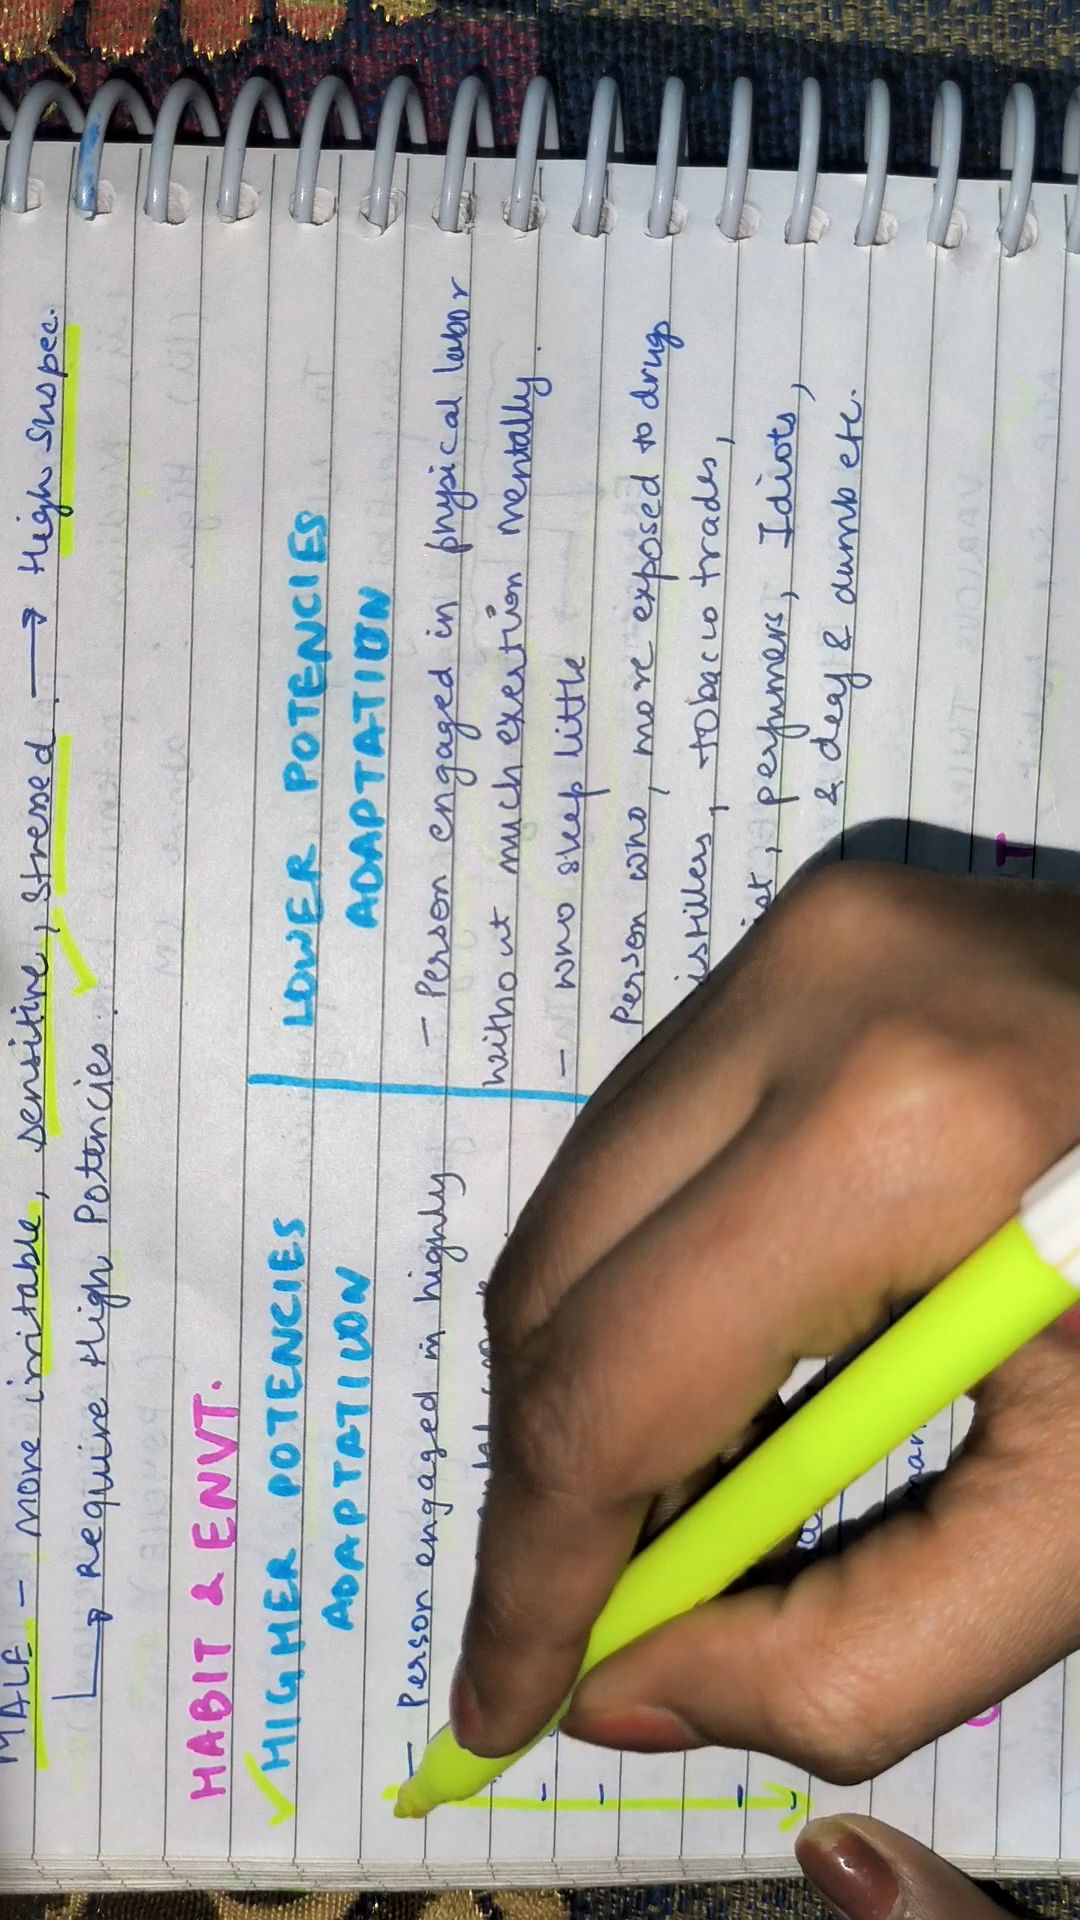 MALE - more irritable, sensitive, stressed → High suspec.
→ require High Potencies.
HABIT & ENVT.
HIGHER POTENCIES
ADAPTATION
LOWER POTENCIES
ADAPTATION
- Person engaged in highly
- Person engaged in physical labor
without much exertion mentally.
- who sleep little
Person who, more exposed to drugs
istillers, tobacco trades,
ist, perfumers, Idiots,
& deaf & dumb etc.